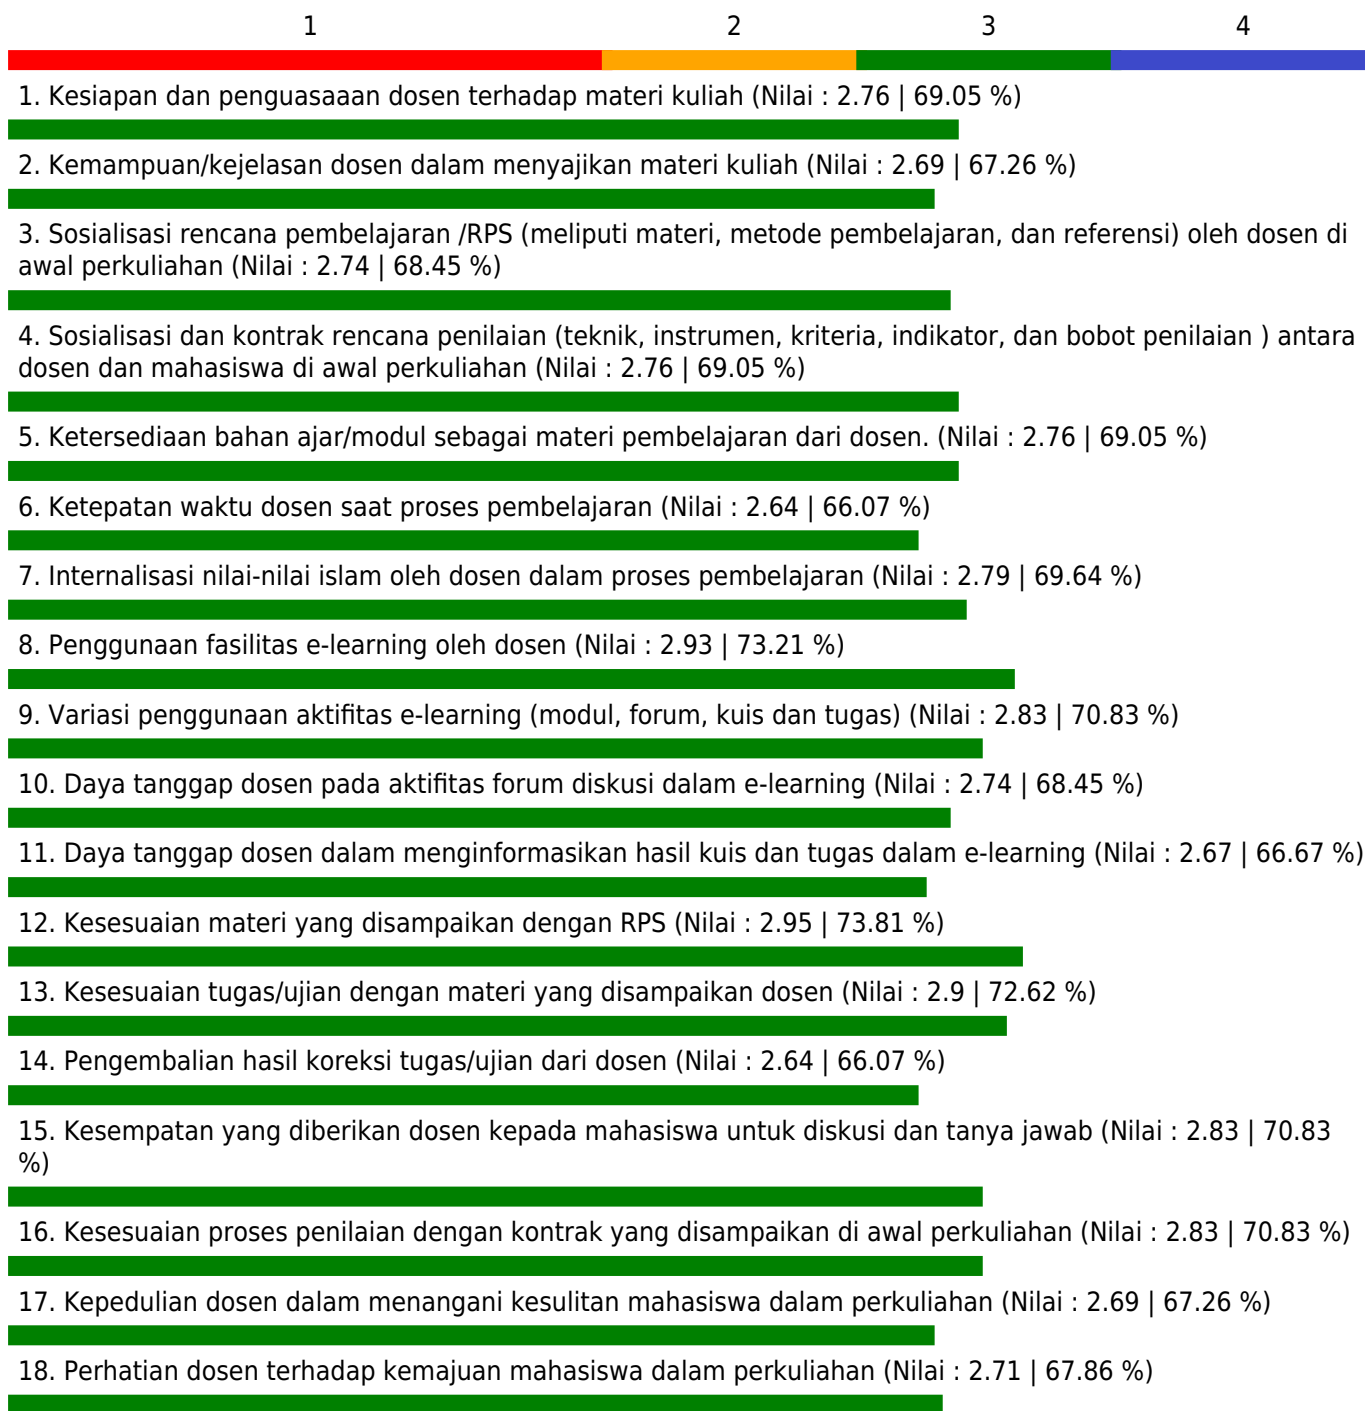 1 2 3 4
1. Kesiapan dan penguasaaan dosen terhadap materi kuliah (Nilai : 2.76 | 69.05 %)
2. Kemampuan/kejelasan dosen dalam menyajikan materi kuliah (Nilai : 2.69 | 67.26 %)
3. Sosialisasi rencana pembelajaran /RPS (meliputi materi, metode pembelajaran, dan referensi) oleh dosen di
awal perkuliahan (Nilai : 2.74 | 68.45 %)
4. Sosialisasi dan kontrak rencana penilaian (teknik, instrumen, kriteria, indikator, dan bobot penilaian ) antara
dosen dan mahasiswa di awal perkuliahan (Nilai : 2.76 | 69.05 %)
5. Ketersediaan bahan ajar/modul sebagai materi pembelajaran dari dosen. (Nilai : 2.76 | 69.05 %)
6. Ketepatan waktu dosen saat proses pembelajaran (Nilai : 2.64 | 66.07 %)
7. Internalisasi nilai-nilai islam oleh dosen dalam proses pembelajaran (Nilai : 2.79 | 69.64 %)
8. Penggunaan fasilitas e-learning oleh dosen (Nilai : 2.93 | 73.21 %)
9. Variasi penggunaan aktifitas e-learning (modul, forum, kuis dan tugas) (Nilai : 2.83 | 70.83 %)
10. Daya tanggap dosen pada aktifitas forum diskusi dalam e-learning (Nilai : 2.74 | 68.45 %)
11. Daya tanggap dosen dalam menginformasikan hasil kuis dan tugas dalam e-learning (Nilai : 2.67 | 66.67 %)
12. Kesesuaian materi yang disampaikan dengan RPS (Nilai : 2.95 | 73.81 %)
13. Kesesuaian tugas/ujian dengan materi yang disampaikan dosen (Nilai : 2.9 | 72.62 %)
14. Pengembalian hasil koreksi tugas/ujian dari dosen (Nilai : 2.64 | 66.07 %)
15. Kesempatan yang diberikan dosen kepada mahasiswa untuk diskusi dan tanya jawab (Nilai : 2.83 | 70.83
%)
16. Kesesuaian proses penilaian dengan kontrak yang disampaikan di awal perkuliahan (Nilai : 2.83 | 70.83 %)
17. Kepedulian dosen dalam menangani kesulitan mahasiswa dalam perkuliahan (Nilai : 2.69 | 67.26 %)
18. Perhatian dosen terhadap kemajuan mahasiswa dalam perkuliahan (Nilai : 2.71 | 67.86 %)